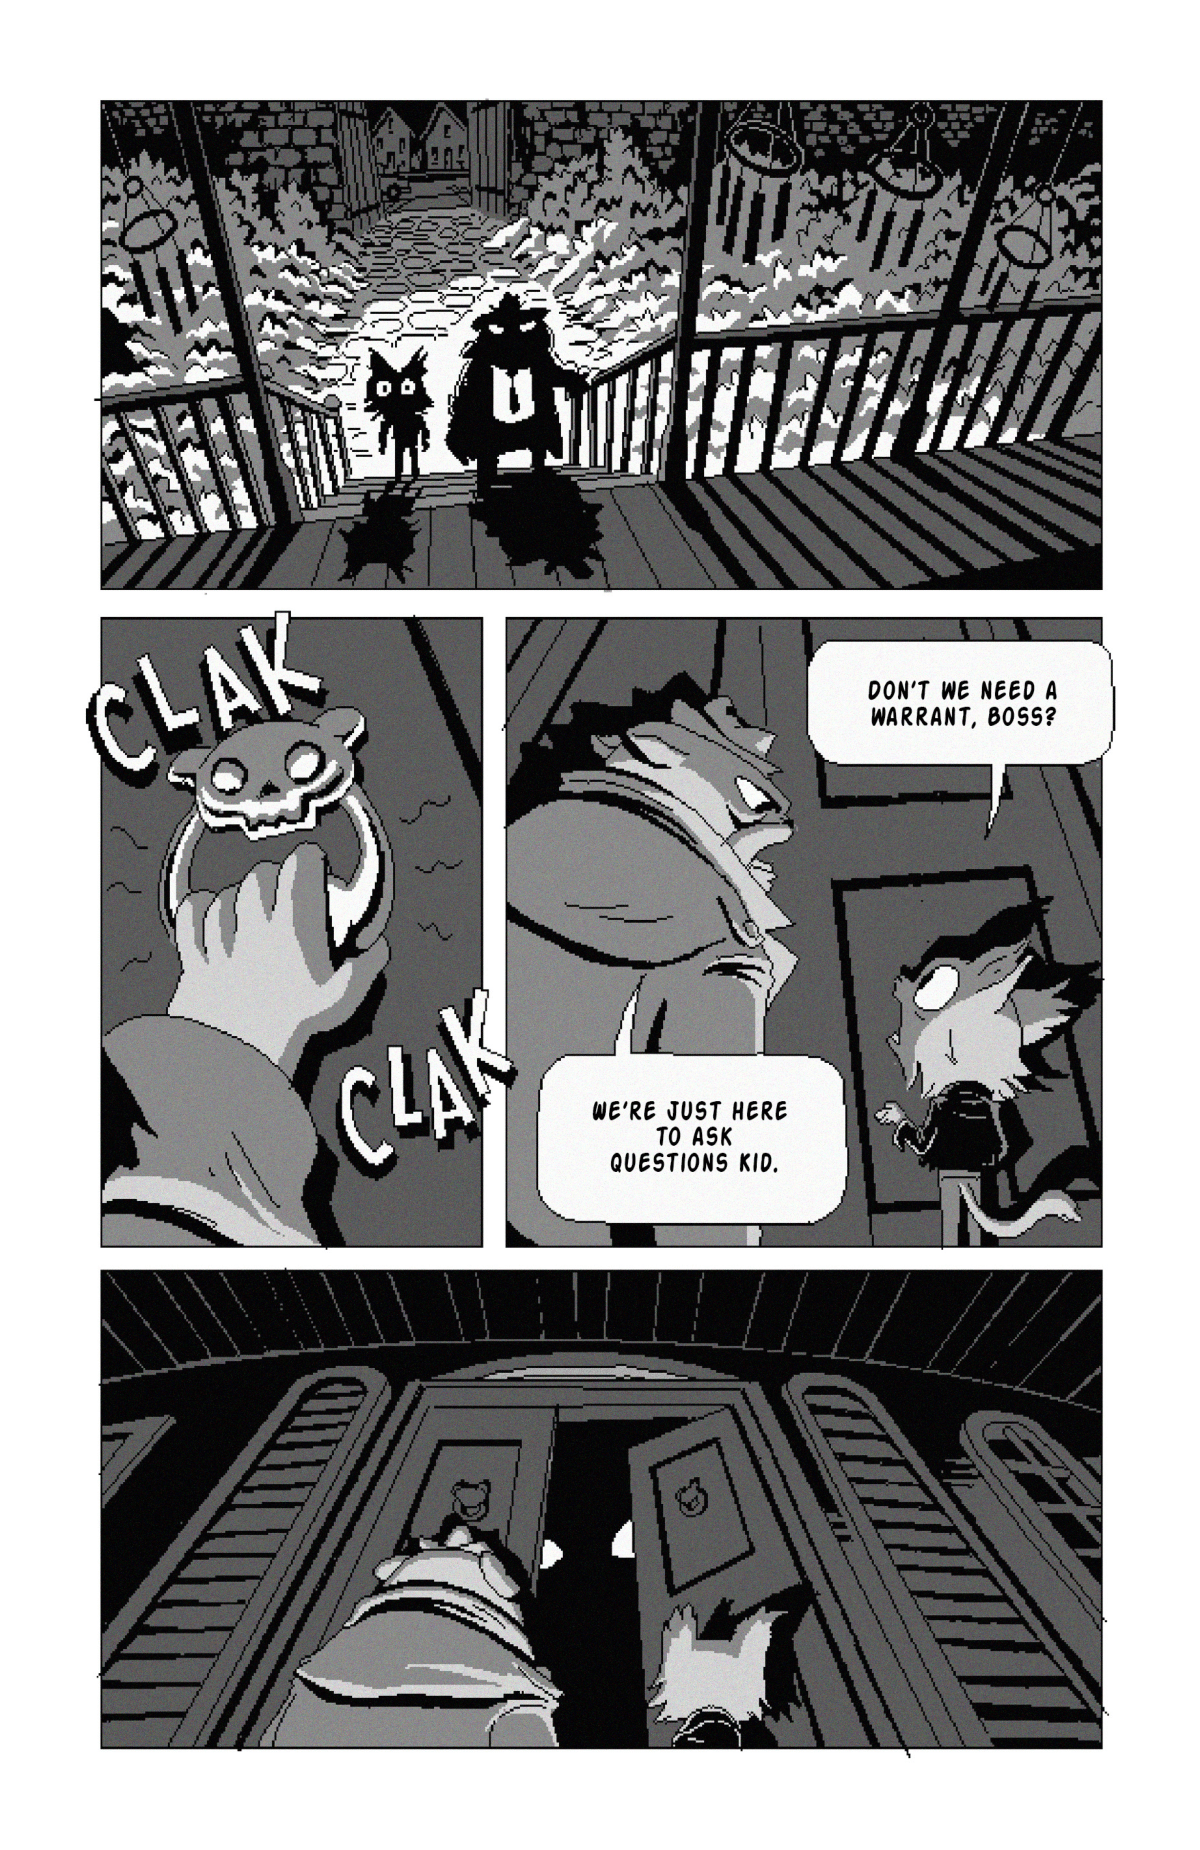 CLAK
CLAK
DON'T WE NEED A
WARRANT, BOSS?
WE'RE JUST HERE
TO ASK
QUESTIONS KID.